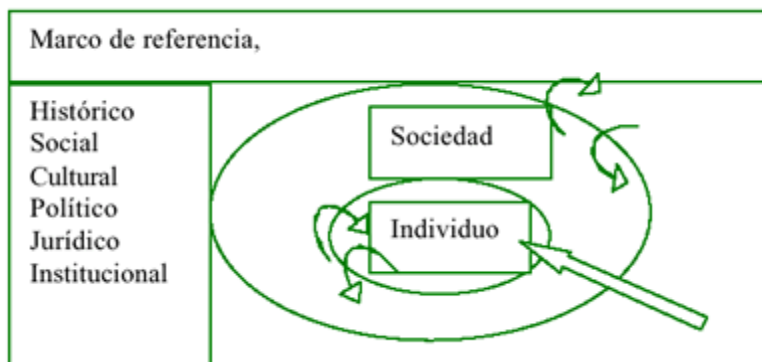 Marco de referencia,
Histórico
Social
Cultural
Político
Jurídico
Institucional
Sociedad
Individuo